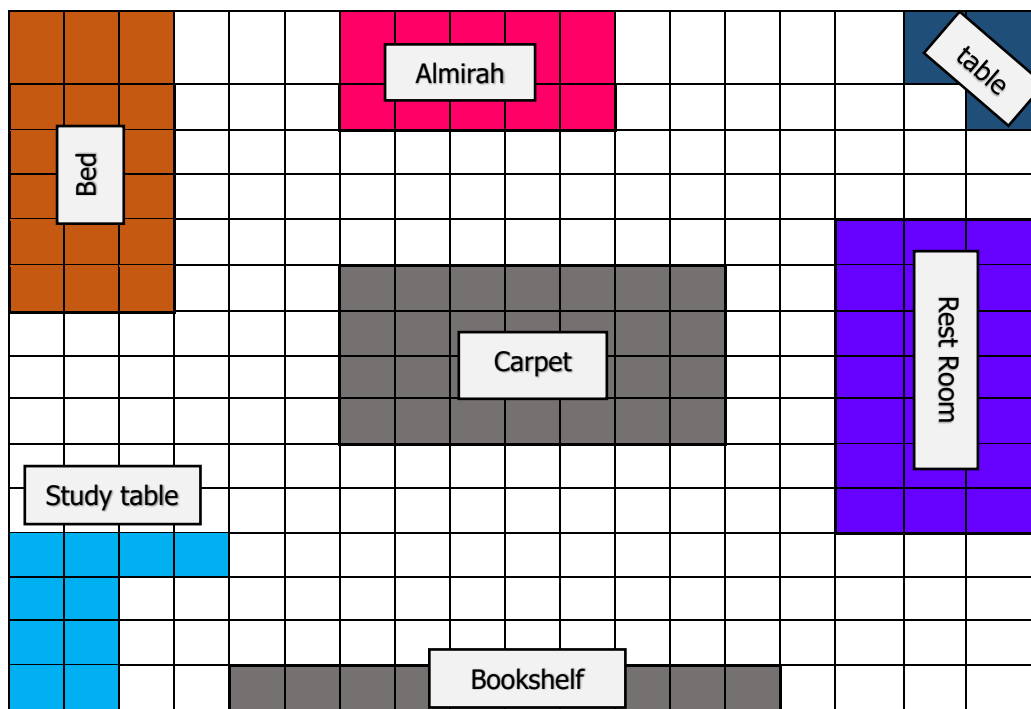 Almirah
table
Bed
Carpet
Rest Room
Study table
Bookshelf